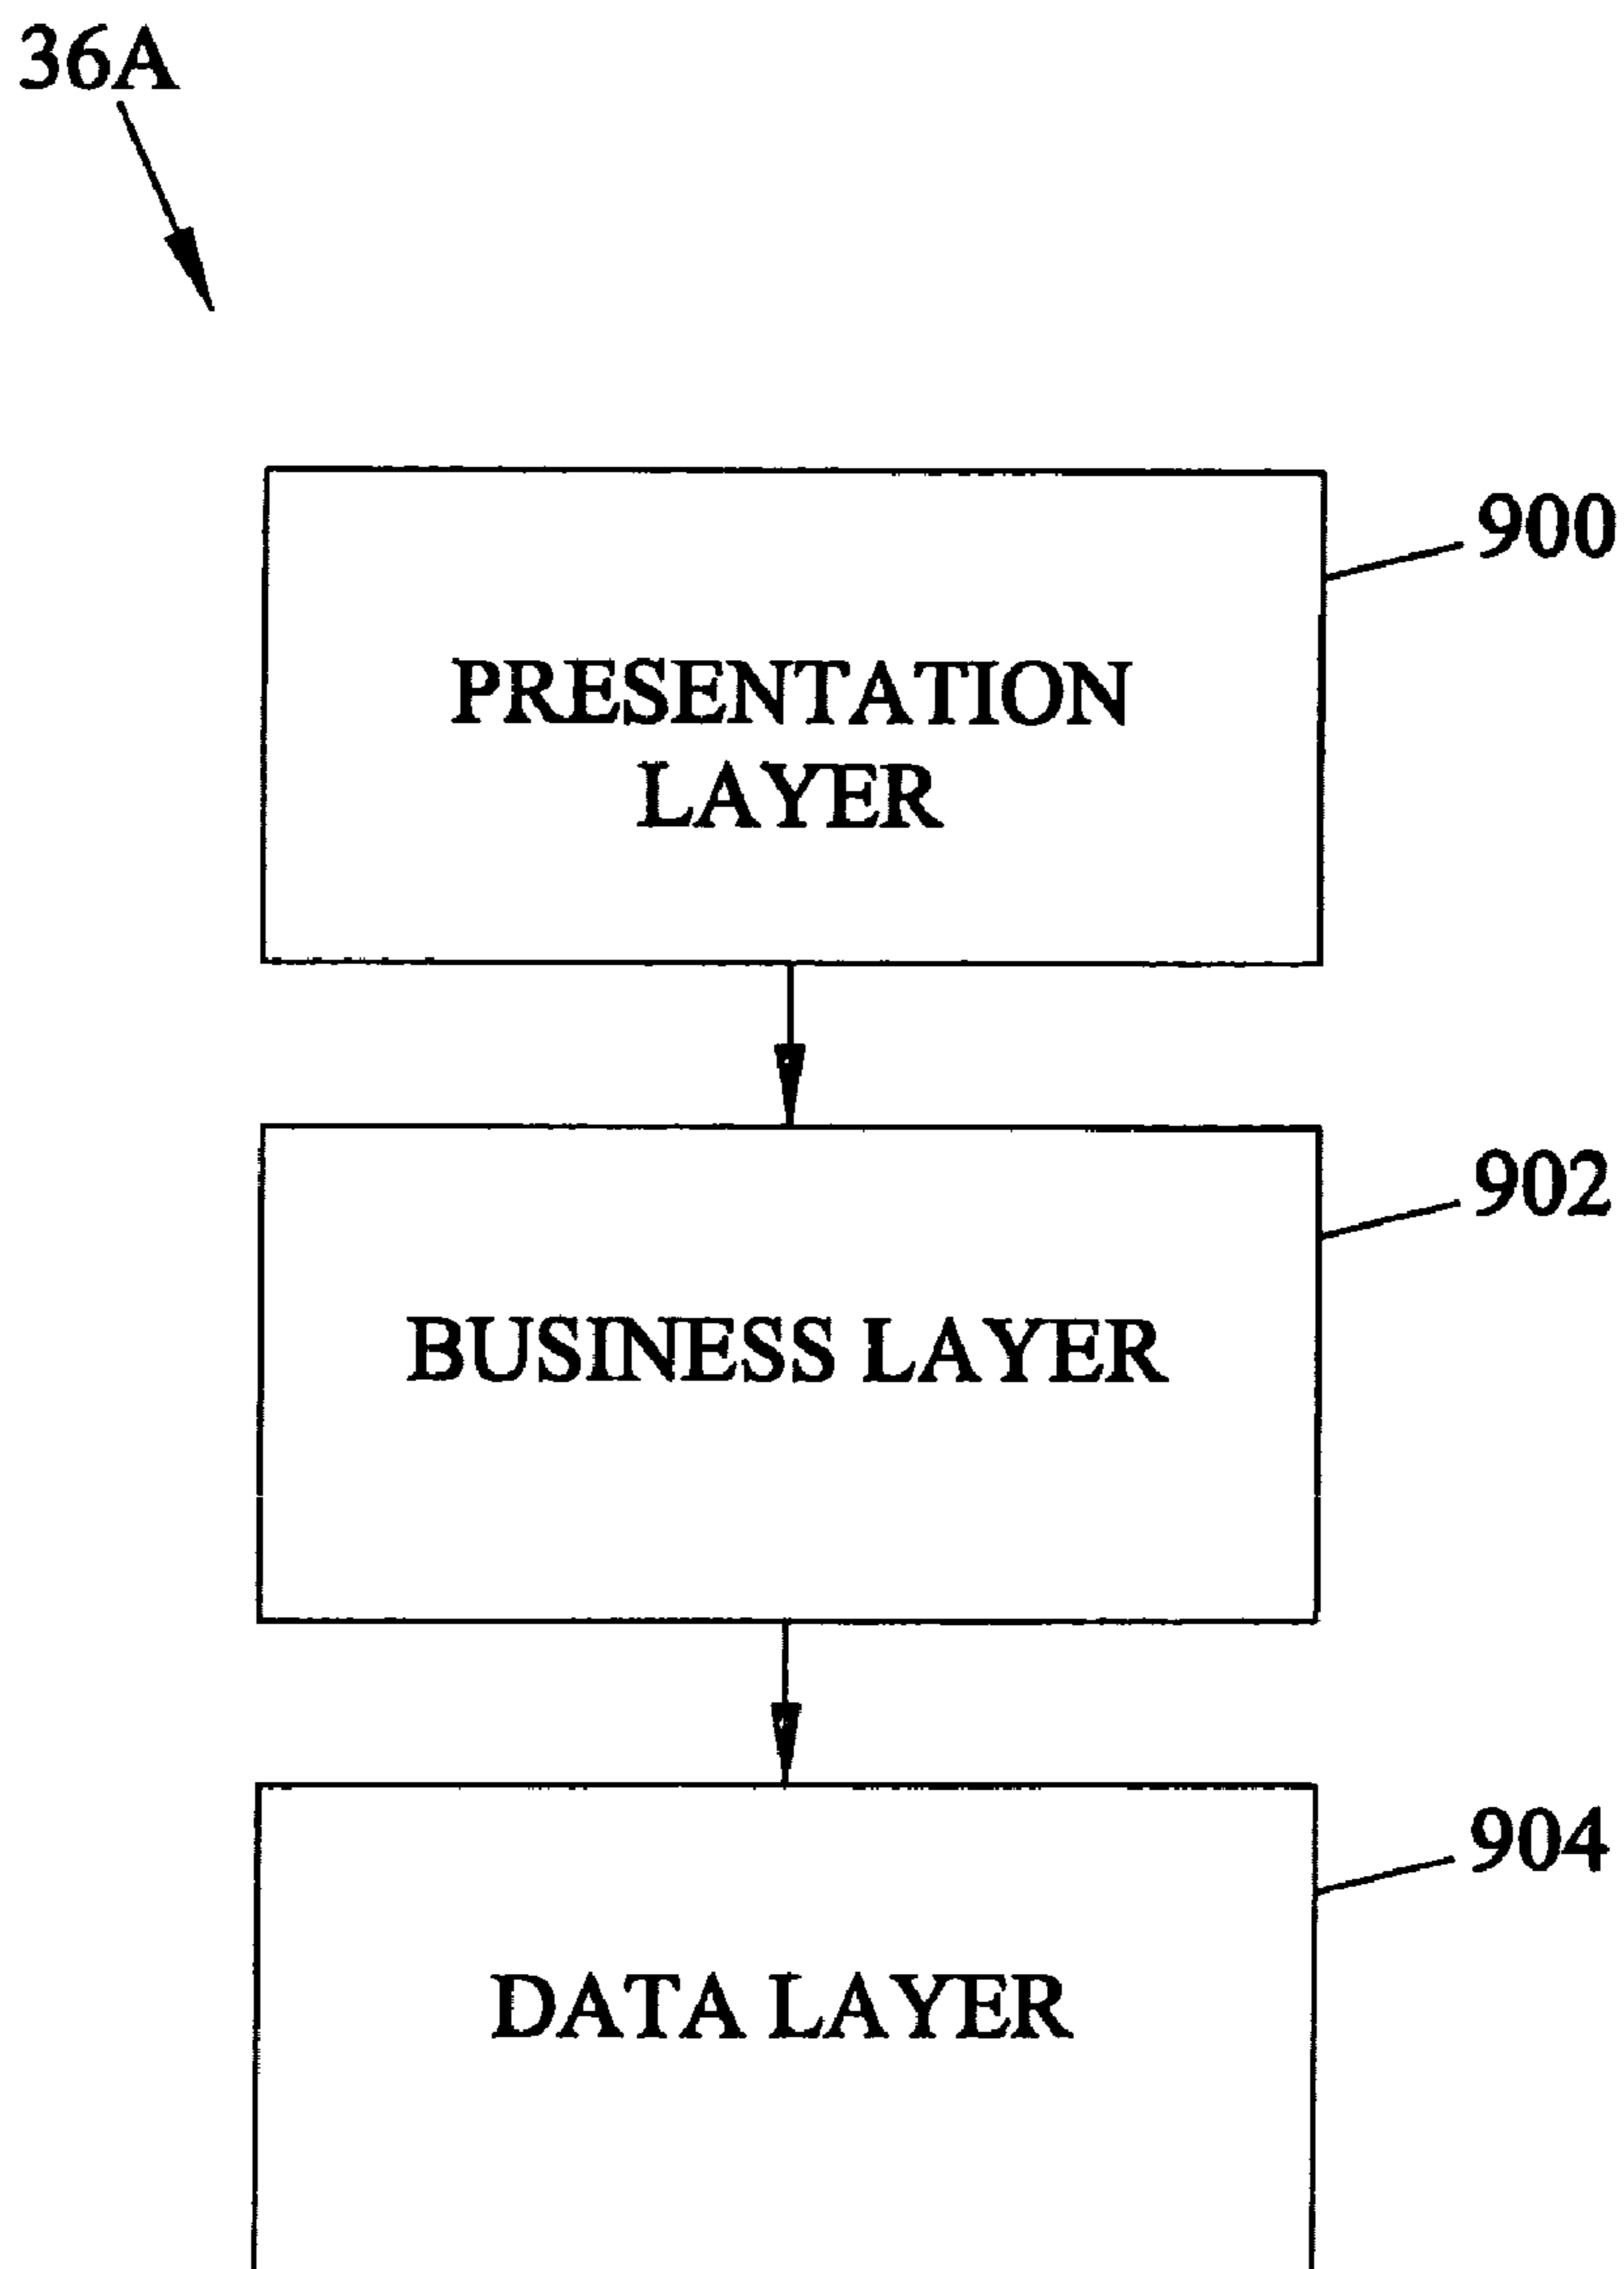 36A
900
PRESENTATION
LAYER
902
BUSINESS LAYER
904
DATA LAYER